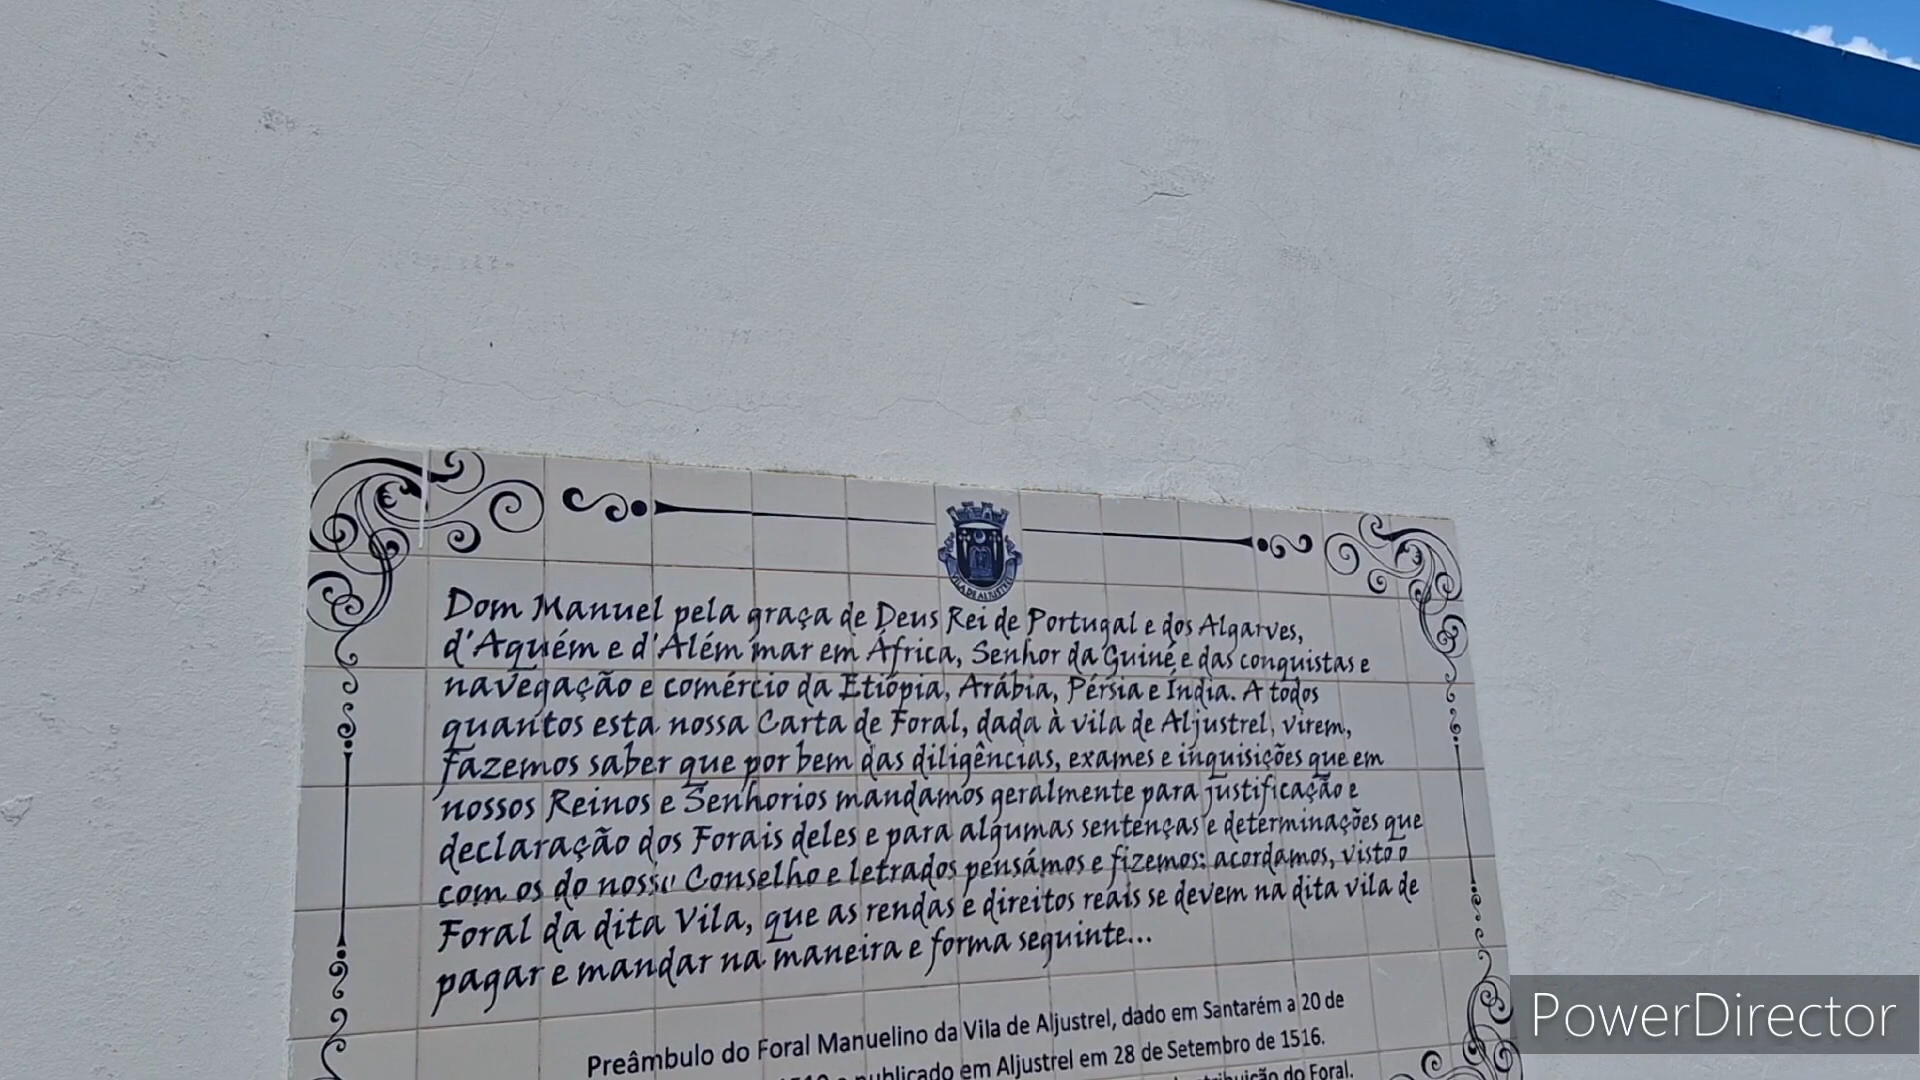 VILA DE ALJUSTREL
Dom Manuel pela graça de Deus Rei de Portugal e dos Algarves,
d'Aquém e d'Além mar em África, Senhor da Guiné e das conquistas e
navegação e comércio da Etiópia, Arábia, Pérsia e Índia. A todos
quantos esta nossa Carta de Foral, dada à vila de Aljustrel, virem,
fazemos saber que por bem das diligências, exames e inquisições que em
nossos Reinos e Senhorios mandamos geralmente para justificação e
declaração dos Forais deles e para algumas sentenças e determinações que
com os do nosso Conselho e letrados pensámos e fizemos: acordamos, visto o
Foral da dita Vila, que as rendas e direitos reais se devem na dita vila de
pagar e mandar na maneira e forma seguinte...
Preâmbulo do Foral Manuelino da Vila de Aljustrel, dado em Santarém a 20 de
publicado em Aljustrel em 28 de Setembro de 1516.
do Foral.
PowerDirector